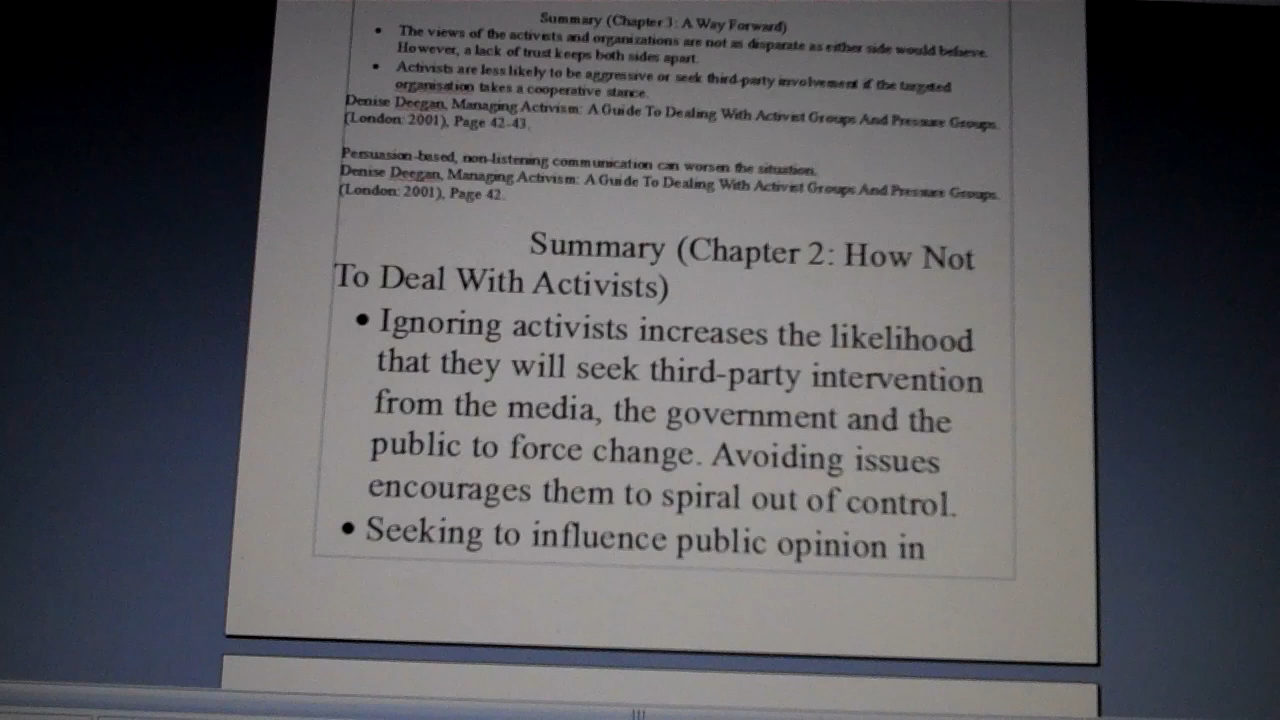 Summary (Chapter 3: A Way Forward)
• The views of the activists and organizations are not as disparate as either side would believe.
However, a lack of trust keeps both sides apart.
• Activists are less likely to be aggressive or seek third-party involvement if the targeted
organisation takes a cooperative stance.
Denise Deegan, Managing Activism: A Guide To Dealing With Activist Groups And Pressure Groups.
(London: 2001), Page 42-43.
Persuasion-based, non-listening communication can worsen the situation.
Denise Deegan, Managing Activism: A Guide To Dealing With Activist Groups And Pressure Groups.
(London: 2001), Page 42.
Summary (Chapter 2: How Not
To Deal With Activists)
• Ignoring activists increases the likelihood
that they will seek third-party intervention
from the media, the government and the
public to force change. Avoiding issues
encourages them to spiral out of control.
• Seeking to influence public opinion in